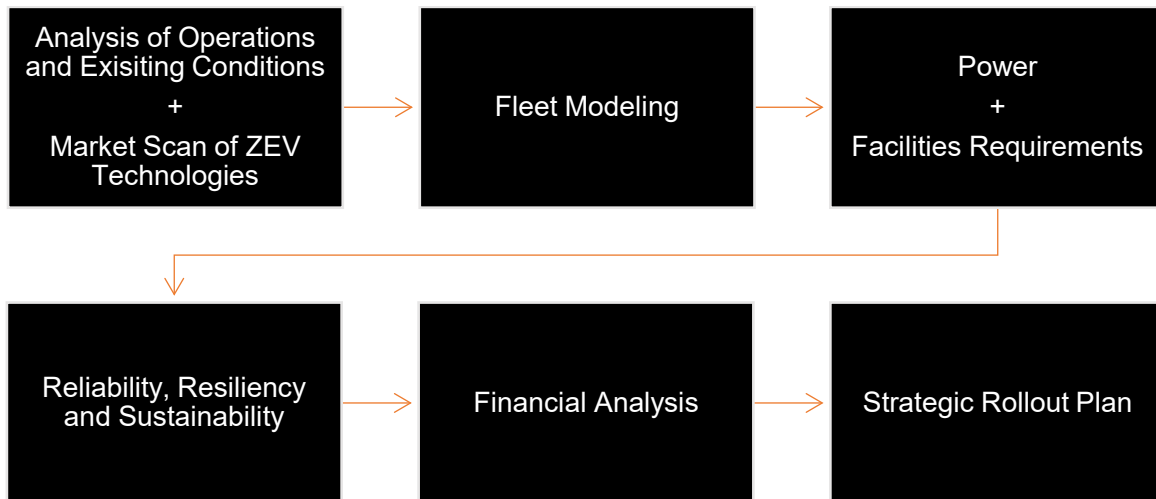 Analysis of Operations
and Exisiting Conditions
+
Market Scan of ZEV
Technologies
Fleet Modeling
Power
+
Facilities Requirements
Reliability, Resiliency
and Sustainability
Financial Analysis
Strategic Rollout Plan